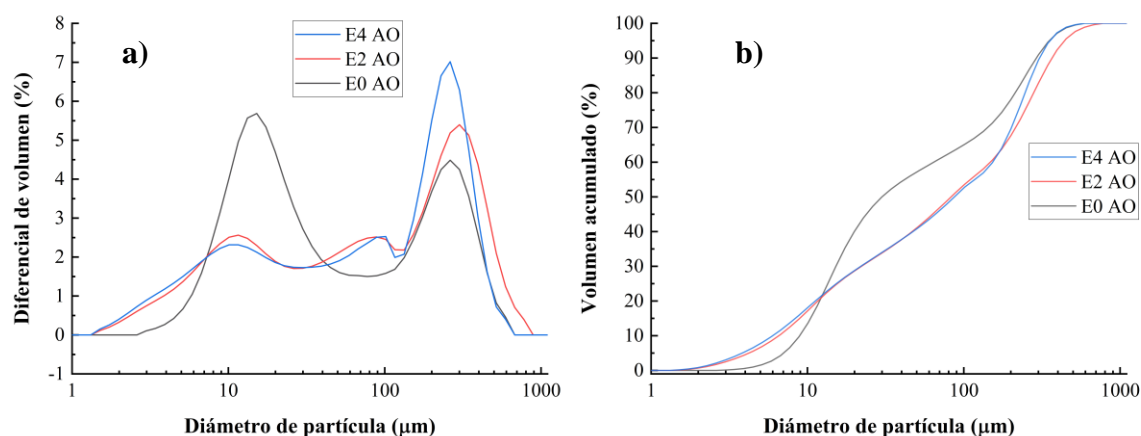 a)
E4 AO
E2 AO
E0 AO
Diferencial de volumen (%)
8
7
6
5
4
3
2
1
0
-1
1
10
100
1000
Diámetro de partícula (µm)
b)
E4 AO
E2 AO
E0 AO
Volumen acumulado (%)
100
90
80
70
60
50
40
30
20
10
0
1
10
100
1000
Diámetro de partícula (µm)